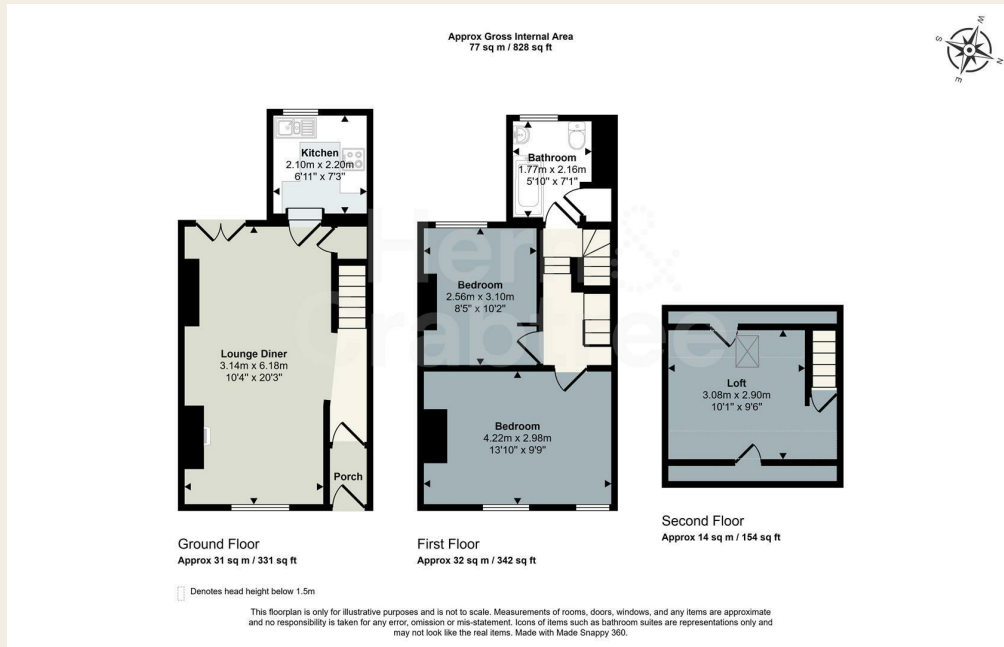 Approx Gross Internal Area
77 sq m / 828 sq ft
W
S
N
E
Kitchen
2.10m x 2.20m
6'11" x 7'3"
Bathroom
1.77m x 2.16m
5'10" x 7'1"
Bedroom
2.56m x 3.10m
8'5" x 10'2"
Lounge Diner
3.14m x 6.18m
10'4" x 20'3"
Loft
3.08m x 2.90m
10'1" x 9'6"
Bedroom
4.22m x 2.98m
13'10" x 9'9"
Porch
Hern &
Crabtree
Ground Floor
Approx 31 sq m / 331 sq ft
First Floor
Approx 32 sq m / 342 sq ft
Second Floor
Approx 14 sq m / 154 sq ft
Denotes head height below 1.5m
This floorplan is only for illustrative purposes and is not to scale. Measurements of rooms, doors, windows, and any items are approximate
and no responsibility is taken for any error, omission or mis-statement. Icons of items such as bathroom suites are representations only and
may not look like the real items. Made with Made Snappy 360.